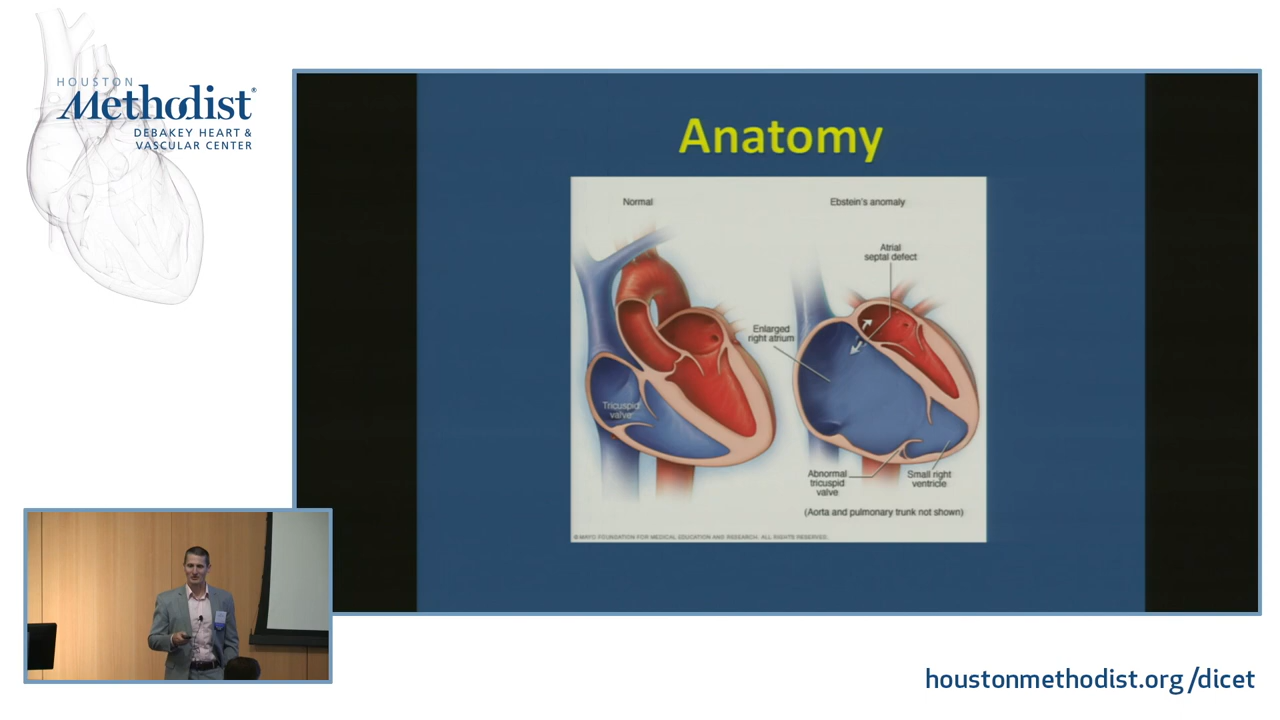 HOUSTON
Methodist®
DEBAKEY HEART &
VASCULAR CENTER
Anatomy
Normal
Ebstein's anomaly
Atrial
septal defect
Enlarged
right atrium
Tricuspid
valve
Abnormal
tricuspid
valve
Small right
ventricle
(Aorta and pulmonary trunk not shown)
© MAYO FOUNDATION FOR MEDICAL EDUCATION AND RESEARCH. ALL RIGHTS RESERVED.
houstonmethodist.org/dicet